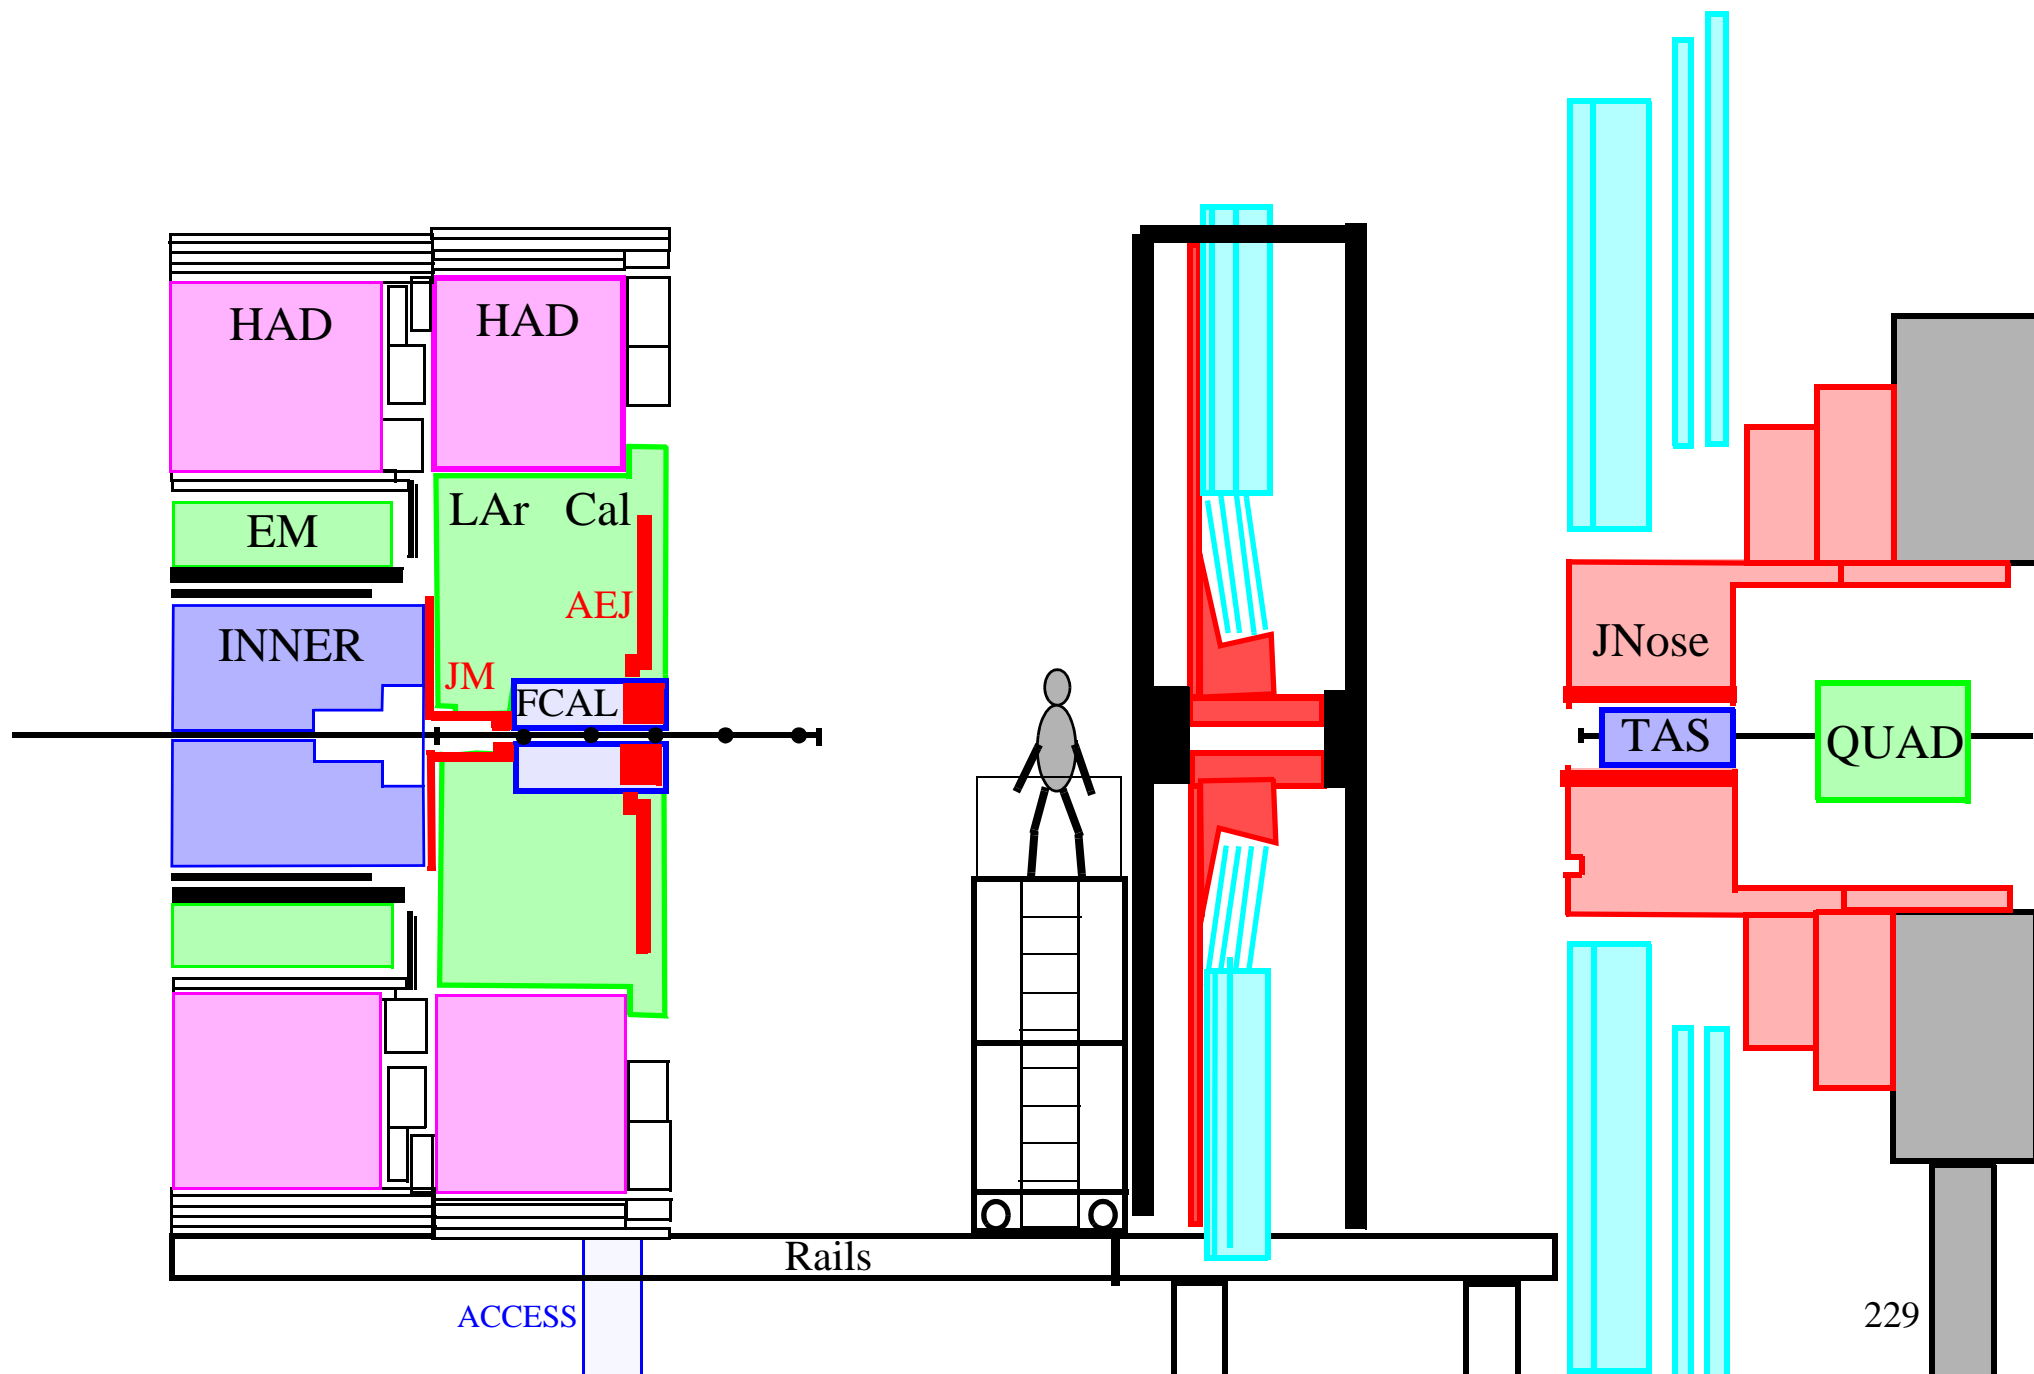 HAD HAD
LAr Cal
EM
AEJ
INNER
JNose
JM
FCAL
TAS QUAD
Rails
ACCESS
229